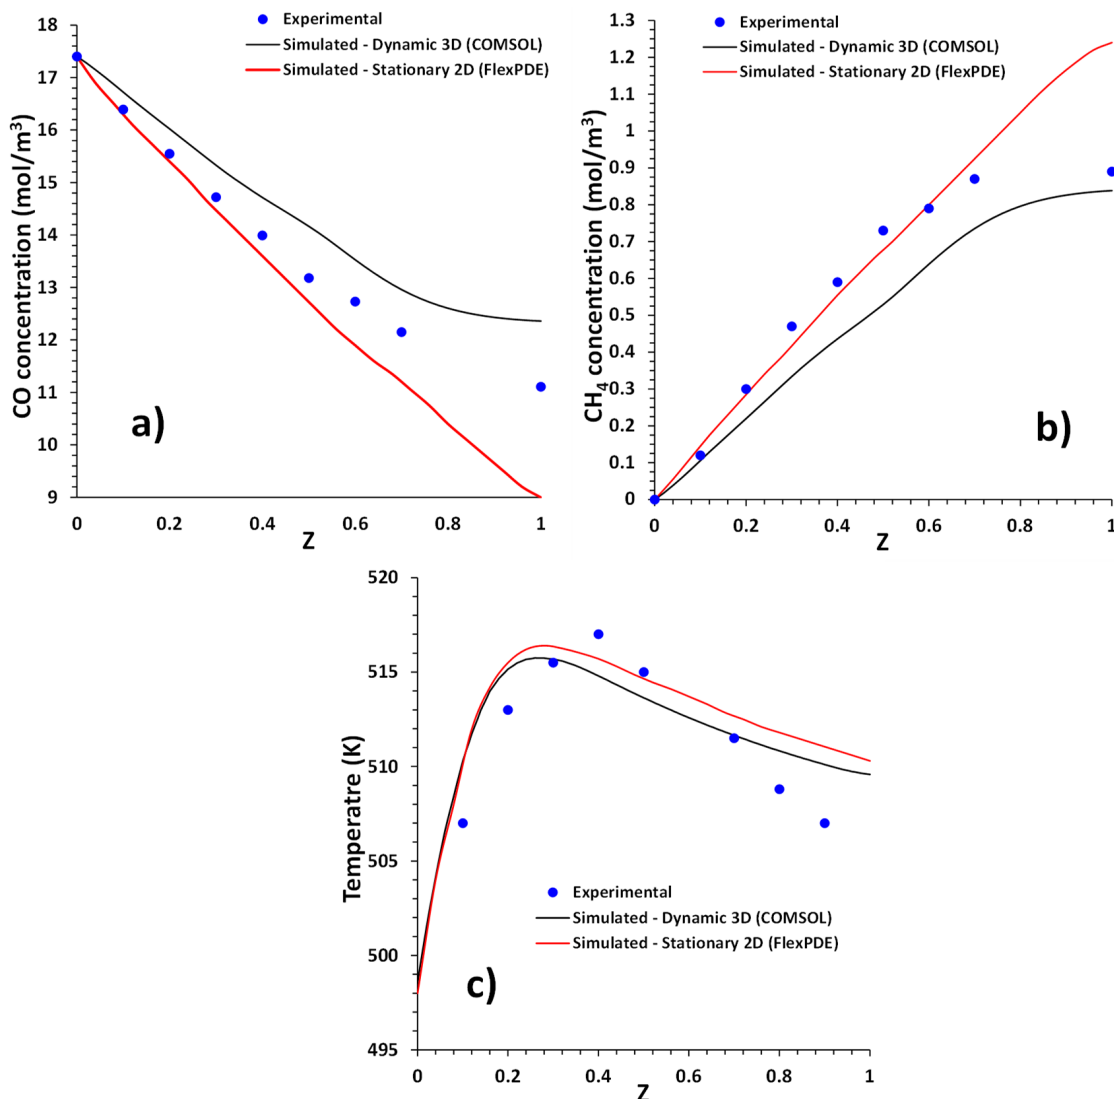 Experimental
Simulated - Dynamic 3D (COMSOL)
Simulated - Stationary 2D (FlexPDE)
CO concentration (mol/m³)
18
17
16
15
14
13
12
11
10
9
0
0.2
0.4
0.6
0.8
1
Z
a)
Experimental
Simulated - Dynamic 3D (COMSOL)
Simulated - Stationary 2D (FlexPDE)
CH₄ concentration (mol/m³)
1.3
1.2
1.1
1
0.9
0.8
0.7
0.6
0.5
0.4
0.3
0.2
0.1
0
0
0.2
0.4
0.6
0.8
1
Z
b)
Temperatre (K)
520
515
510
505
500
495
Experimental
Simulated - Dynamic 3D (COMSOL)
Simulated - Stationary 2D (FlexPDE)
c)
0
0.2
0.4
0.6
0.8
1
Z